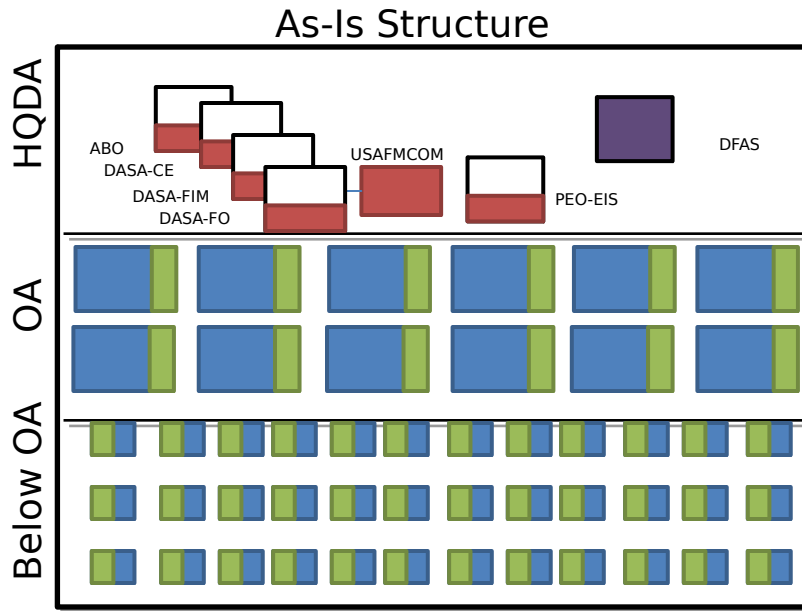 As-Is Structure
HQDA
ABO
DASA-CE
DASA-FIM
DASA-FO
USAFMCOM
PEO-EIS
DFAS
OA
Below OA